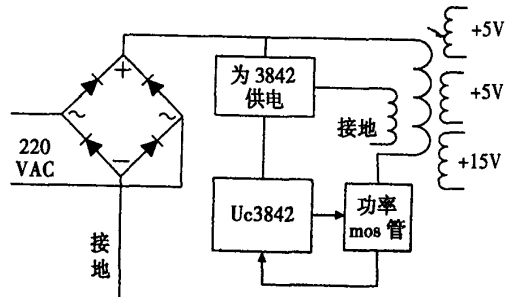 +5V
+
为 3842
供电
+5V
~
~
接地
220
VAC
−
+15V
Uc3842
功率
mos 管
接地